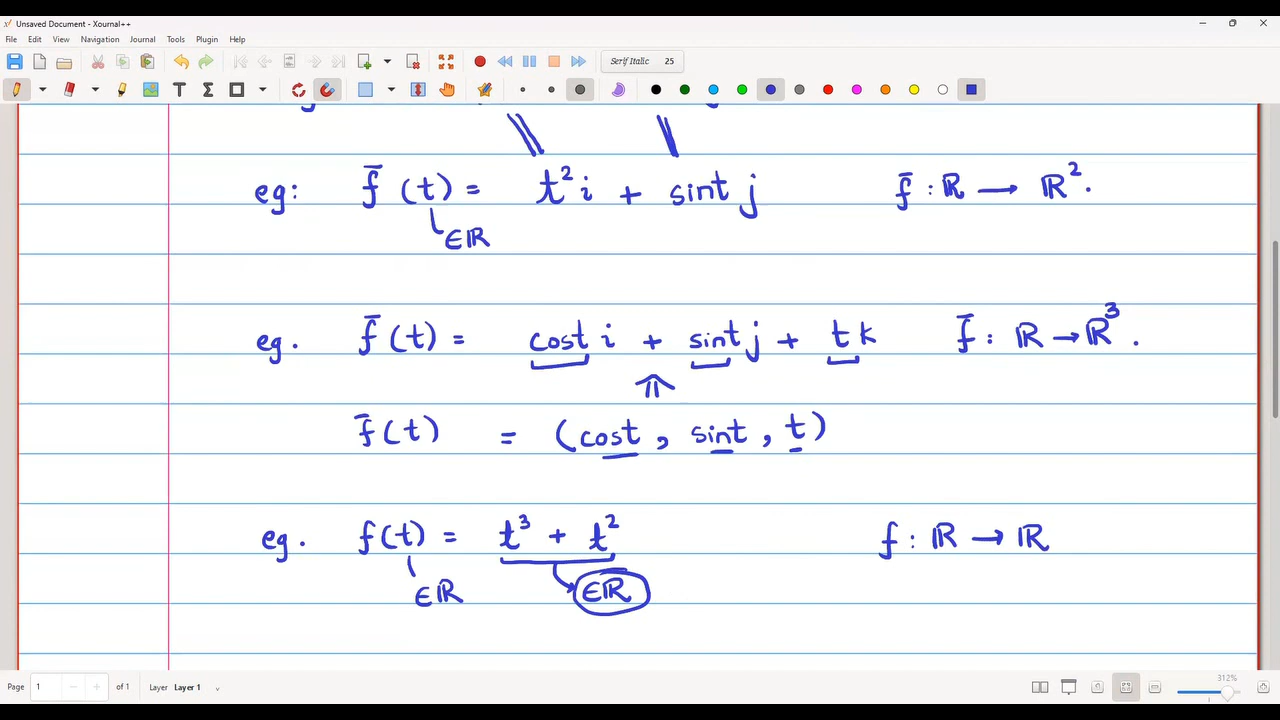 Unsaved Document - Xournal++
File Edit View Navigation Journal Tools Plugin Help
Serif Italic 25
eg: f̄ (t) = t² i + sint j f̄ : ℝ → ℝ².
∈ℝ
eg. f̄ (t) = cost i + sint j + t k f̄ : ℝ → ℝ³.
⇑
f̄ (t) = (cost, sint, t)
eg. f(t) = t³ + t² f : ℝ → ℝ
∈ℝ ∈ℝ
Page 1 of 1 Layer Layer 1 312%